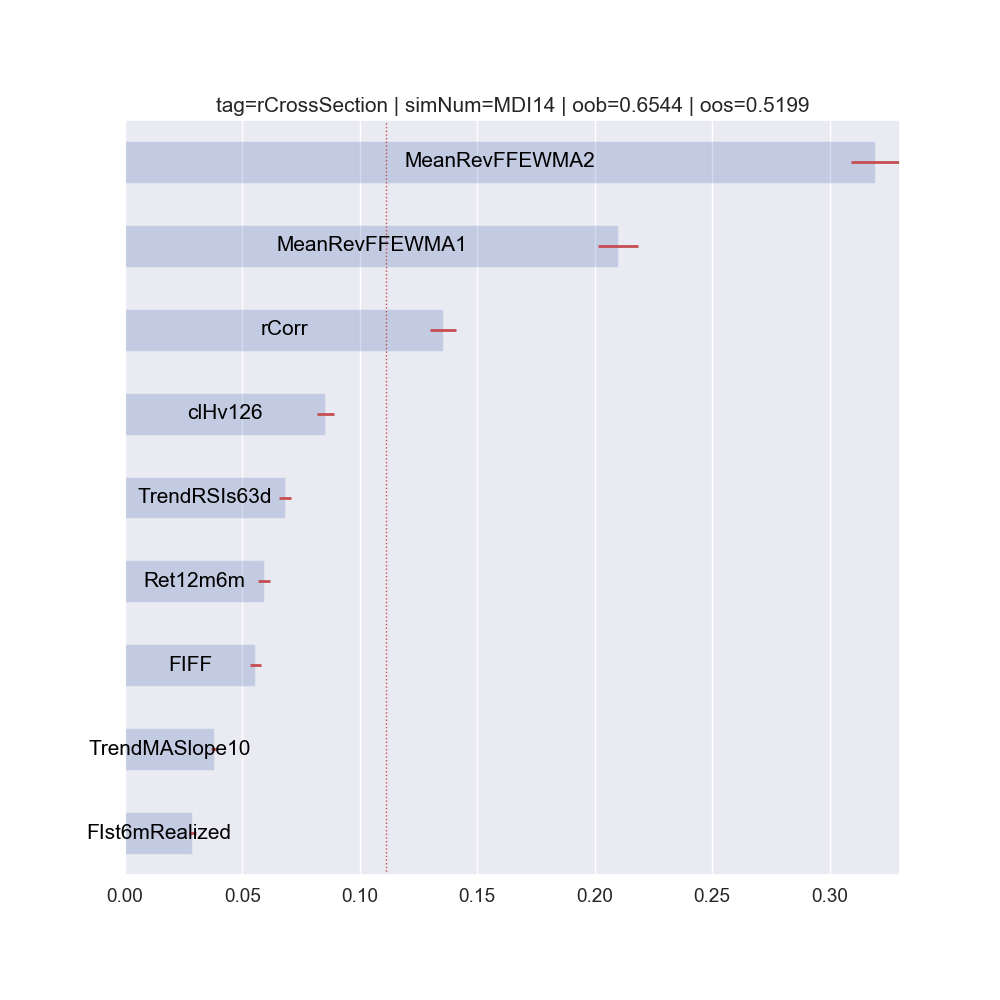 tag=rCrossSection | simNum=MDI14 | oob=0.6544 | oos=0.5199
MeanRevFFEWMA2
MeanRevFFEWMA1
rCorr
clHv126
TrendRSIs63d
Ret12m6m
FIFF
TrendMASlope10
FIst6mRealized
0.00 0.05 0.10 0.15 0.20 0.25 0.30